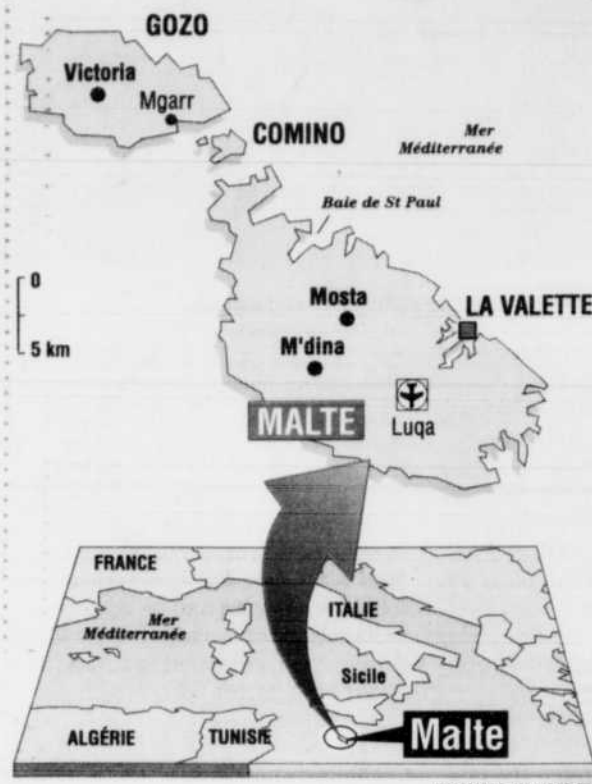 GOZO
Victoria
Mgarr
COMINO
Mer
Méditerranée
Baie de St Paul
0
5 km
Mosta
LA VALETTE
M'dina
MALTE
Luqa
FRANCE
Mer
Méditerranée
ITALIE
Sicile
ALGÉRIE
TUNISIE
Malte